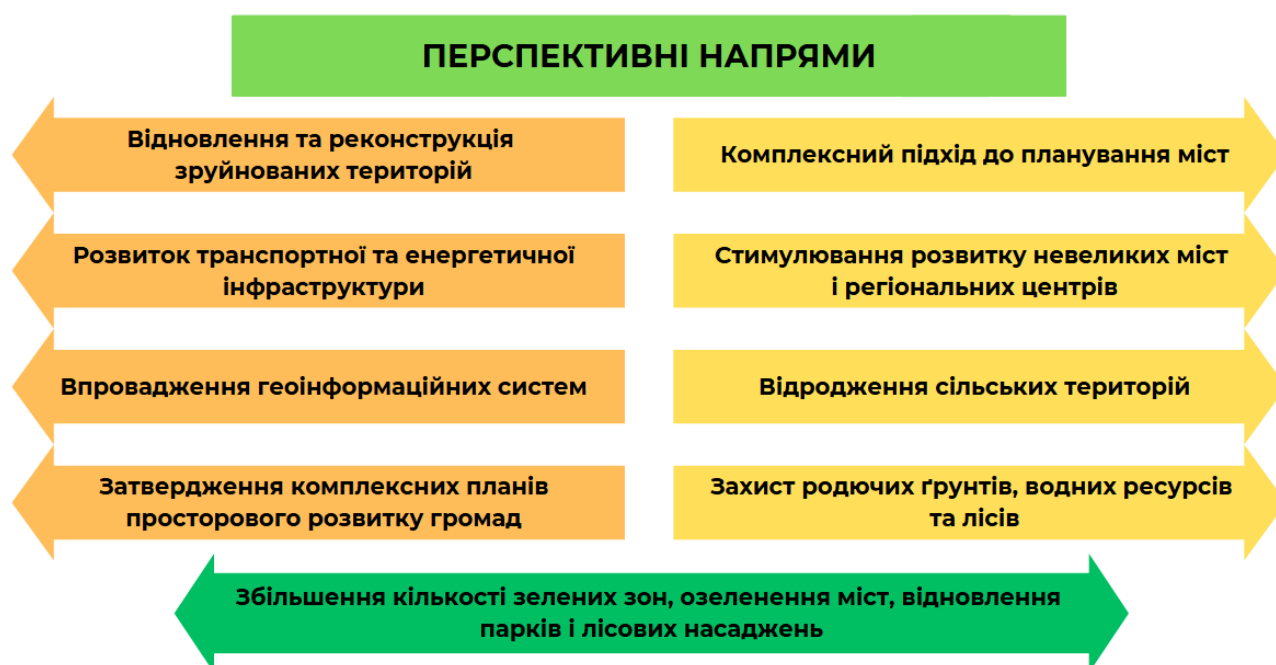 ПЕРСПЕКТИВНІ НАПРЯМИ
Відновлення та реконструкція
зруйнованих територій
Комплексний підхід до планування міст
Розвиток транспортної та енергетичної
інфраструктури
Стимулювання розвитку невеликих міст
і регіональних центрів
Впровадження геоінформаційних систем
Відродження сільських територій
Затвердження комплексних планів
просторового розвитку громад
Захист родючих ґрунтів, водних ресурсів
та лісів
Збільшення кількості зелених зон, озеленення міст, відновлення
парків і лісових насаджень